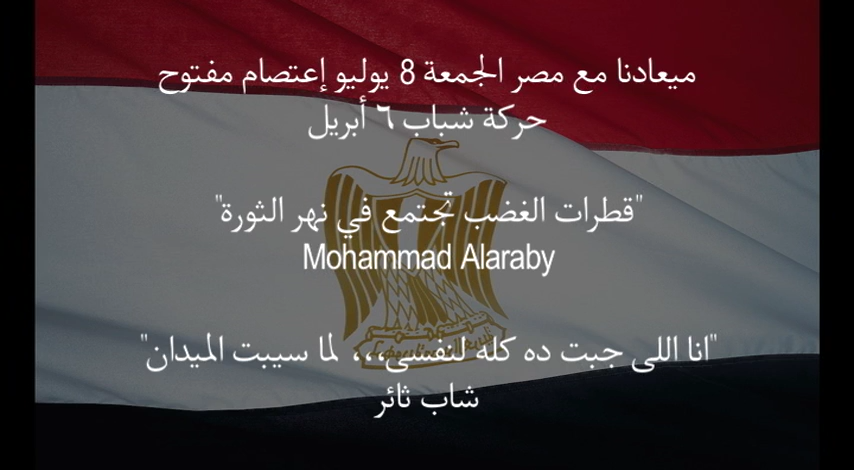 ميعادنا مع مصر الجمعة 8 يوليو إعتصام مفتوح
حركة شباب ٦ أبريل
"قطرات الغضب تجتمع في نهر الثورة"
Mohammad Alaraby
"انا اللى جبت ده كله لنفسى،،، لما سيبت الميدان"
شاب ثائر